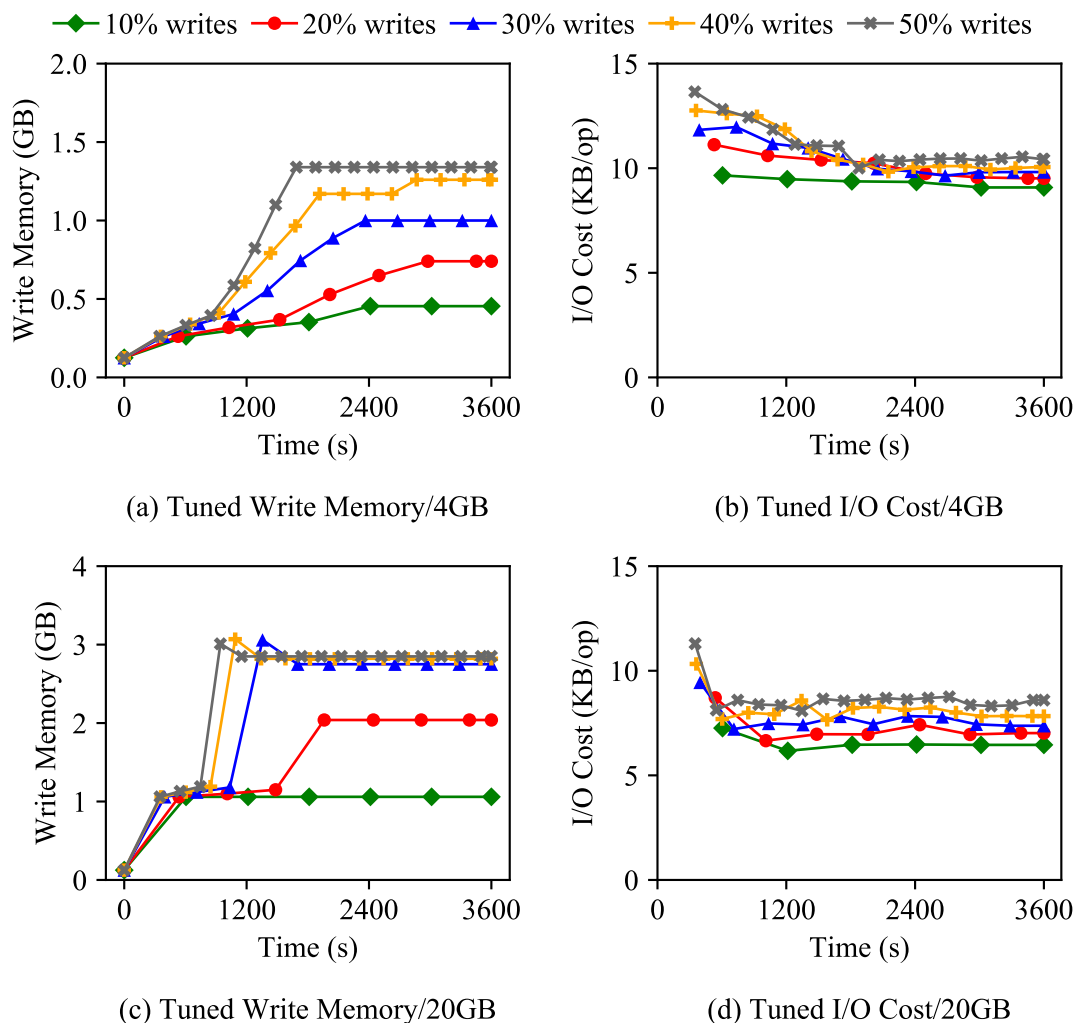 10% writes 20% writes 30% writes 40% writes 50% writes
2.0
1.5
1.0
0.5
0.0
Write Memory (GB)
0 1200 2400 3600
Time (s)
(a) Tuned Write Memory/4GB
15
10
5
0
I/O Cost (KB/op)
0 1200 2400 3600
Time (s)
(b) Tuned I/O Cost/4GB
4
3
2
1
0
Write Memory (GB)
0 1200 2400 3600
Time (s)
(c) Tuned Write Memory/20GB
15
10
5
0
I/O Cost (KB/op)
0 1200 2400 3600
Time (s)
(d) Tuned I/O Cost/20GB